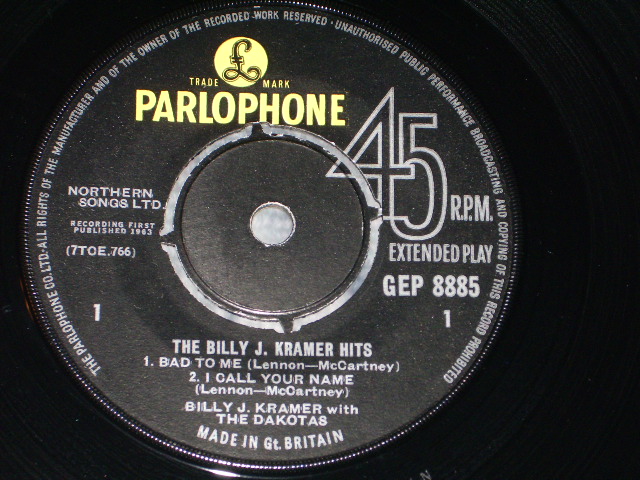 THE PARLOPHONE CO.LTD-ALL RIGHTS OF THE MANUFACTURER AND OF THE OWNER OF THE RECORDED WORK RESERVED - UNAUTHORISED PUBLIC PERFORMANCE BROADCASTING AND COPYING OF THIS RECORD PROHIBITED
£
TRADE MARK
PARLOPHONE
45
R.P.M.
EXTENDED PLAY
GEP 8885
NORTHERN
SONGS LTD.
RECORDING FIRST
PUBLISHED 1963
(7TOE.766)
1
1
THE BILLY J. KRAMER HITS
1. BAD TO ME (Lennon—McCartney)
2. I CALL YOUR NAME
(Lennon—McCartney)
BILLY J. KRAMER with
THE DAKOTAS
MADE IN Gt. BRITAIN